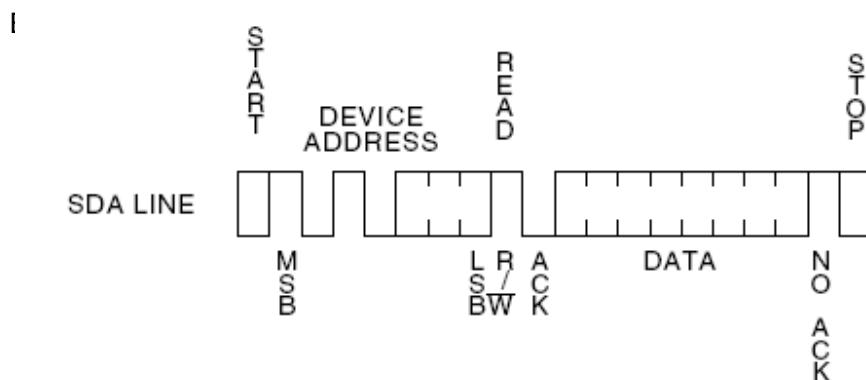 START
READ
STOP
DEVICE
ADDRESS
SDA LINE
MSB
LSB
R/W
ACK
DATA
NO ACK